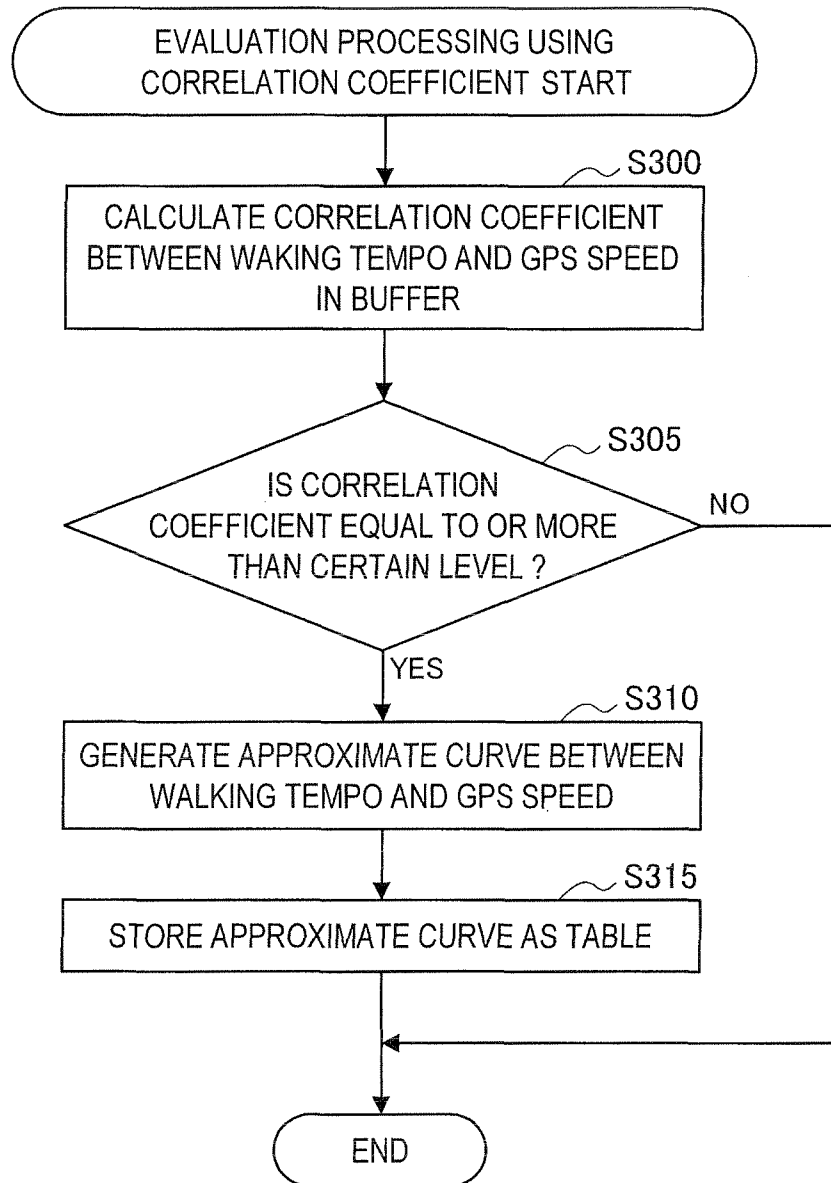 EVALUATION PROCESSING USING
CORRELATION COEFFICIENT START
S300
CALCULATE CORRELATION COEFFICIENT
BETWEEN WAKING TEMPO AND GPS SPEED
IN BUFFER
S305
IS CORRELATION
COEFFICIENT EQUAL TO OR MORE
THAN CERTAIN LEVEL ?
NO
YES
S310
GENERATE APPROXIMATE CURVE BETWEEN
WALKING TEMPO AND GPS SPEED
S315
STORE APPROXIMATE CURVE AS TABLE
END